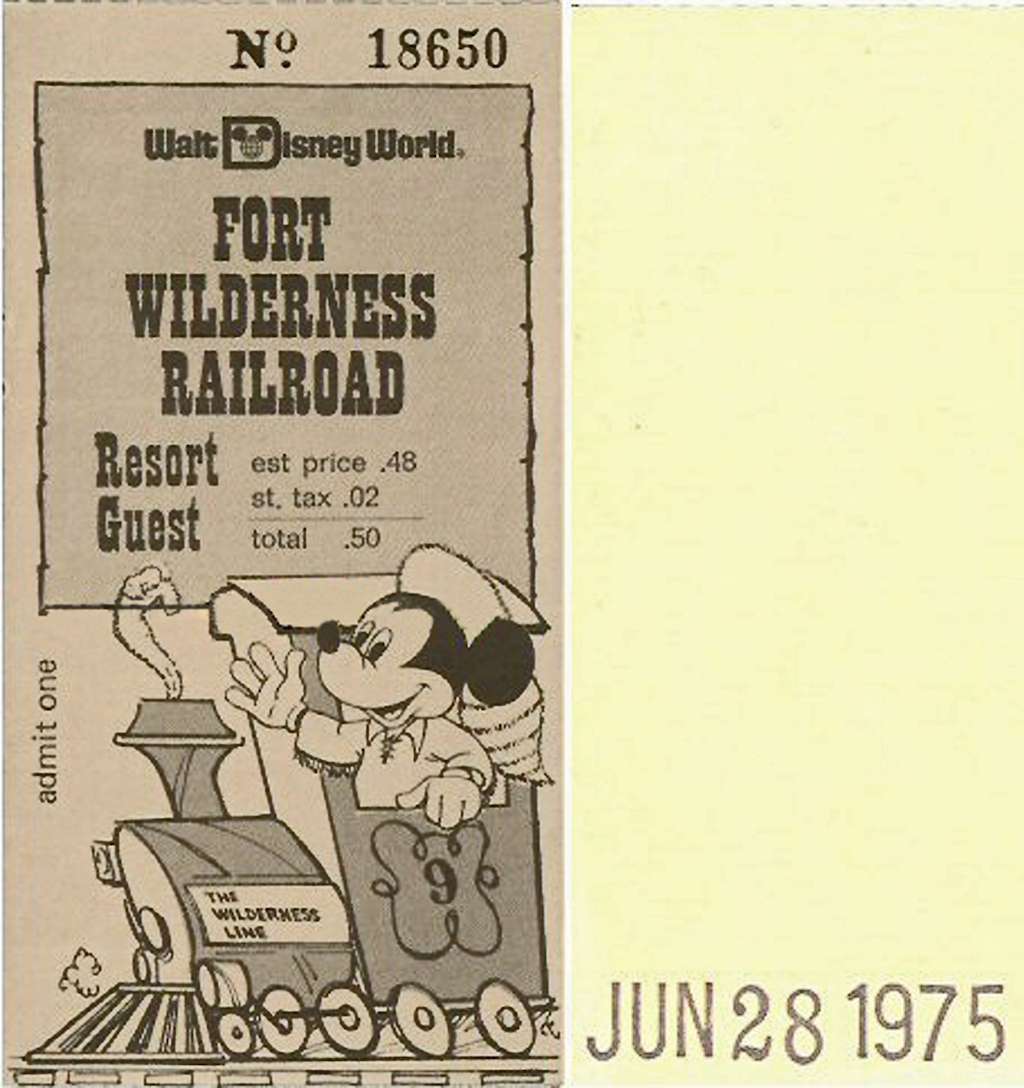 Nº 18650
Walt Disney World.
FORT
WILDERNESS
RAILROAD
Resort
Guest
est price .48
st. tax .02
total .50
admit one
9
THE
WILDERNESS
LINE
JUN 28 1975